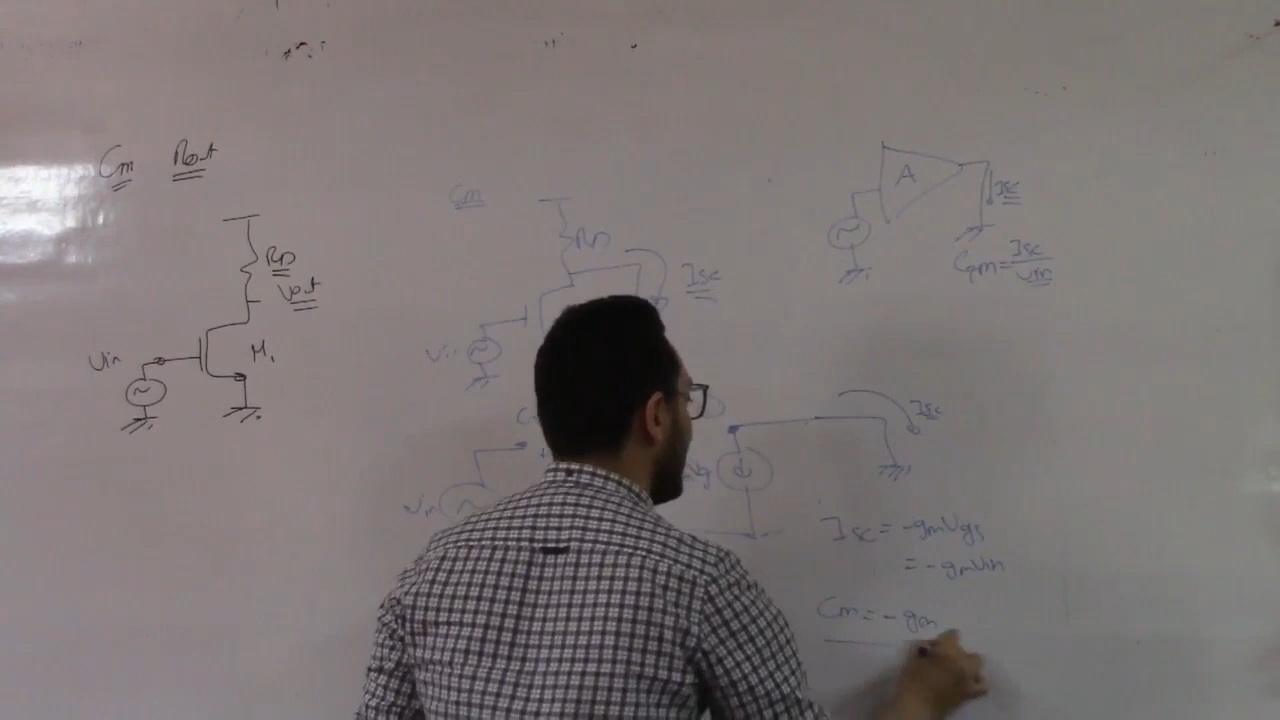 Gm Rout
RD
Vout
Vin
M1
Gm
RD
Isc
A
Isc
Gm = Isc/Vin
Isc
Vin
Isc = -gmVgs
= -gmVin
Gm = -gm